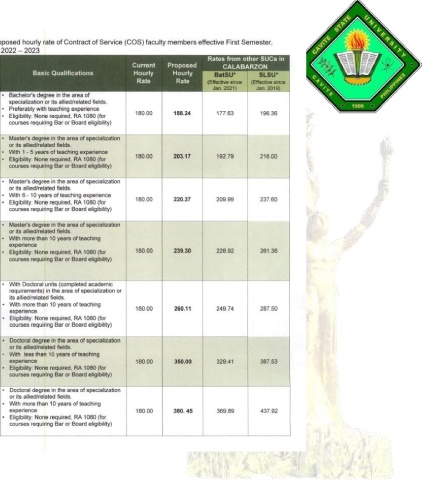 oposed hourly rate of Contract of Service (COS) faculty members effective First Semester,
2022 – 2023
Basic Qualifications
Current
Hourly
Rate
Proposed
Hourly
Rate
Rates from other SUCs in
CALABARZON
BatSU*
(Effective since
Jan. 2021)
SLSU*
(Effective since
Jan. 2019)
• Bachelor's degree in the area of
specialization or its allied/related fields.
• Preferably with teaching experience
• Eligibility: None required, RA 1080 (for
courses requiring Bar or Board eligibility)
180.00 188.24 177.63 196.36
• Master's degree in the area of specialization
or its allied/related fields.
• With 1 - 5 years of teaching experience
• Eligibility: None required, RA 1080 (for
courses requiring Bar or Board eligibility)
180.00 203.17 192.79 216.00
• Master's degree in the area of specialization
or its allied/related fields.
• With 6 - 10 years of teaching experience
• Eligibility: None required, RA 1080 (for
courses requiring Bar or Board eligibility)
180.00 220.37 209.99 237.60
• Master's degree in the area of specialization
or its allied/related fields.
• With more than 10 years of teaching
experience
• Eligibility: None required, RA 1080 (for
courses requiring Bar or Board eligibility)
180.00 239.30 228.92 261.36
• With Doctoral units (completed academic
requirements) in the area of specialization or
its allied/related fields.
• With more than 10 years of teaching
experience
• Eligibility: None required, RA 1080 (for
courses requiring Bar or Board eligibility)
180.00 260.11 249.74 287.50
• Doctoral degree in the area of specialization
or its allied/related fields.
• With less than 10 years of teaching
experience
• Eligibility: None required, RA 1080 (for
courses requiring Bar or Board eligibility)
180.00 350.00 329.41 387.53
• Doctoral degree in the area of specialization
or its allied/related fields.
• With more than 10 years of teaching
experience
• Eligibility: None required, RA 1080 (for
courses requiring Bar or Board eligibility)
180.00 380. 45 369.89 437.92
CAVITE STATE UNIVERSITY
CAVITE
1906
PHILIPPINES